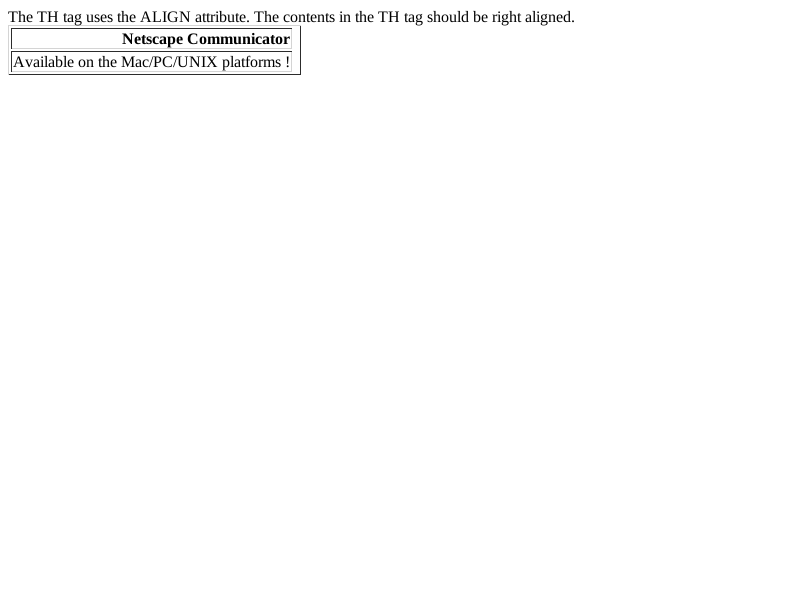 The TH tag uses the ALIGN attribute. The contents in the TH tag should be right aligned.
Netscape Communicator
Available on the Mac/PC/UNIX platforms !